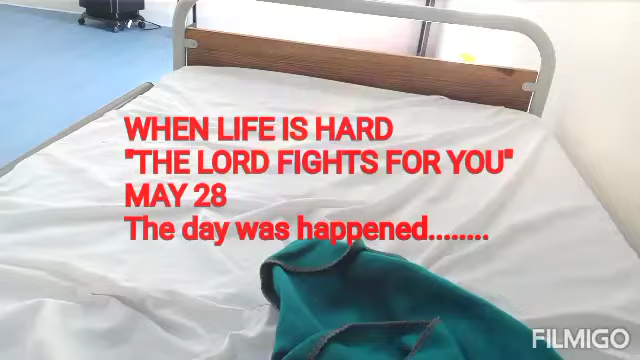 WHEN LIFE IS HARD
"THE LORD FIGHTS FOR YOU"
MAY 28
The day was happened........
FILMIGO